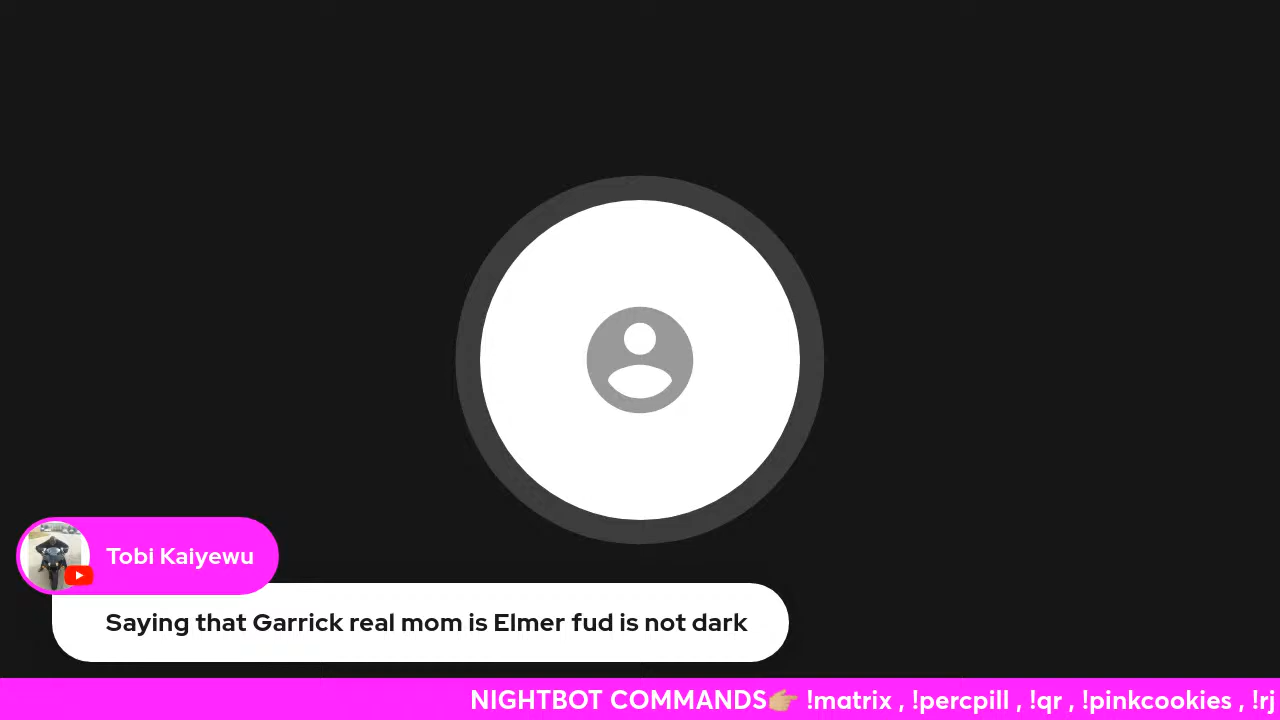 Tobi Kaiyewu
Saying that Garrick real mom is Elmer fud is not dark
NIGHTBOT COMMANDS👉🏼 !matrix , !percpill , !qr , !pinkcookies , !rj